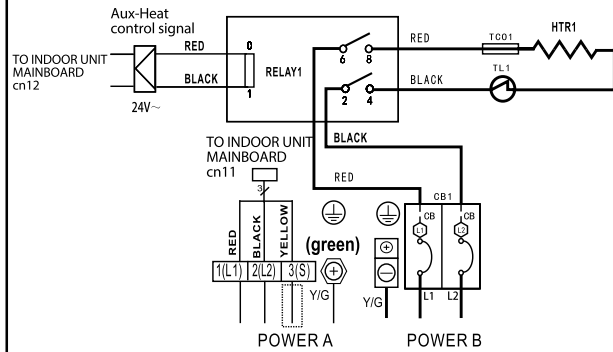 Aux-Heat
control signal
TO INDOOR UNIT
MAINBOARD
cn12
24V~
RED
BLACK
0
1
RELAY1
6 8
2 4
RED
TCO1
HTR1
BLACK
TL1
BLACK
RED
TO INDOOR UNIT
MAINBOARD
cn11
3
RED
BLACK
YELLOW
(green)
1(L1) 2(L2) 3(S)
Y/G
Y/G
CB1
CB CB
L1 L2
L1 L2
POWER A
POWER B